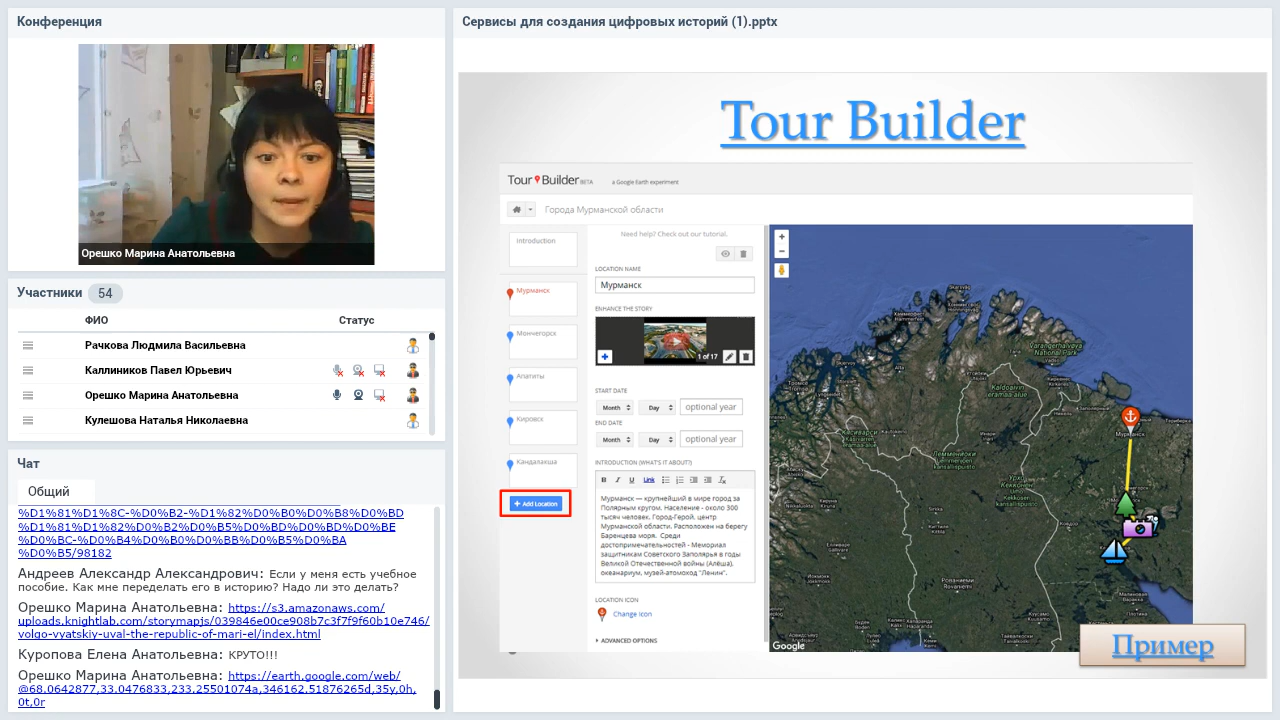 Конференция
Орешко Марина Анатольевна
Участники 54
ФИО Статус
Рачкова Людмила Васильевна
Каллиников Павел Юрьевич
Орешко Марина Анатольевна
Кулешова Наталья Николаевна
Чат
Общий
%D1%81%D1%8C-%D0%B2-%D1%82%D0%B0%D0%B8%D0%BD
%D1%81%D1%82%D0%B2%D0%B5%D0%BD%D0%BD%D0%BE
%D0%BC-%D0%B4%D0%B0%D0%BB%D0%B5%D0%BA
%D0%B5/98182
Андреев Александр Александрович: Если у меня есть учебное
пособие. Как мне переделать его в историю? Надо ли это делать?
Орешко Марина Анатольевна: https://s3.amazonaws.com/
uploads.knightlab.com/storymapjs/039846e00ce908b7c3f7f9f60b10e746/
volgo-vyatskiy-uval-the-republic-of-mari-el/index.html
Куропова Елена Анатольевна: КРУТО!!!
Орешко Марина Анатольевна: https://earth.google.com/web/
@68.0642877,33.0476833,233.25501074a,346162.51876265d,35y,0h,
0t,0r
Сервисы для создания цифровых историй (1).pptx
Tour Builder
Tour Builder BETA a Google Earth experiment
Города Мурманской области
Need help? Check out our tutorial.
Introduction
Мурманск
Мончегорск
Апатиты
Кировск
Кандалакша
+ Add Location
LOCATION NAME
Мурманск
ENHANCE THE STORY
1 of 17
START DATE
Month Day optional year
END DATE
Month Day optional year
INTRODUCTION (WHAT'S IT ABOUT?)
B I U Link
Мурманск — крупнейший в мире город за
Полярным кругом. Население - около 300
тысяч человек. Город-Герой, центр
Мурманской области. Расположен на берегу
Баренцева моря. Среди
достопримечательностей - Мемориал
защитникам Советского Заполярья в годы
Великой Отечественной войны (Алёша),
океанариум, музей-атомоход "Ленин".
LOCATION ICON
Change icon
ADVANCED OPTIONS
Varangerhalvøya
National Park
Kaldoaivin
erämaa-alue
Мурманск
Рованиеми
Rovaniemi
Google
Пример